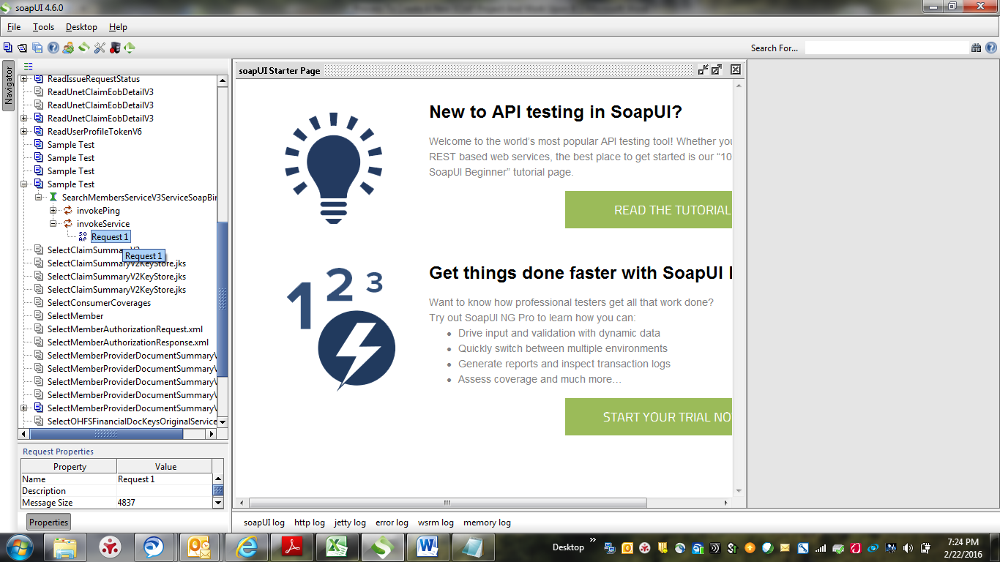 soapUI 4.6.0
File Tools Desktop Help
Search For...
Navigator
ReadIssueRequestStatus
ReadUnetClaimEobDetailV3
ReadUnetClaimEobDetailV3
ReadUnetClaimEobDetailV3
ReadUserProfileTokenV6
Sample Test
Sample Test
Sample Test
Sample Test
SearchMembersServiceV3ServiceSoapBin
invokePing
invokeService
Request 1
SelectClaimSummar
Request 1
SelectClaimSummaryV2KeyStore.jks
SelectClaimSummaryV2KeyStore.jks
SelectClaimSummaryV2KeyStore.jks
SelectConsumerCoverages
SelectMember
SelectMemberAuthorizationRequest.xml
SelectMemberAuthorizationResponse.xml
SelectMemberProviderDocumentSummaryV
SelectMemberProviderDocumentSummaryV
SelectMemberProviderDocumentSummaryV
SelectMemberProviderDocumentSummaryV
SelectMemberProviderDocumentSummaryV
SelectOHFSFinancialDocKeysOriginalService
Request Properties
Property Value
Name Request 1
Description
Message Size 4837
Properties
soapUI Starter Page
New to API testing in SoapUI?
Welcome to the world's most popular API testing tool! Whether you
REST based web services, the best place to get started is our “10
SoapUI Beginner” tutorial page.
READ THE TUTORIAL
1 2 3
Get things done faster with SoapUI
Want to know how professional testers get all that work done?
Try out SoapUI NG Pro to learn how you can:
• Drive input and validation with dynamic data
• Quickly switch between multiple environments
• Generate reports and inspect transaction logs
• Assess coverage and much more…
START YOUR TRIAL NO
soapUI log http log jetty log error log wsrm log memory log
Desktop
7:24 PM
2/22/2016